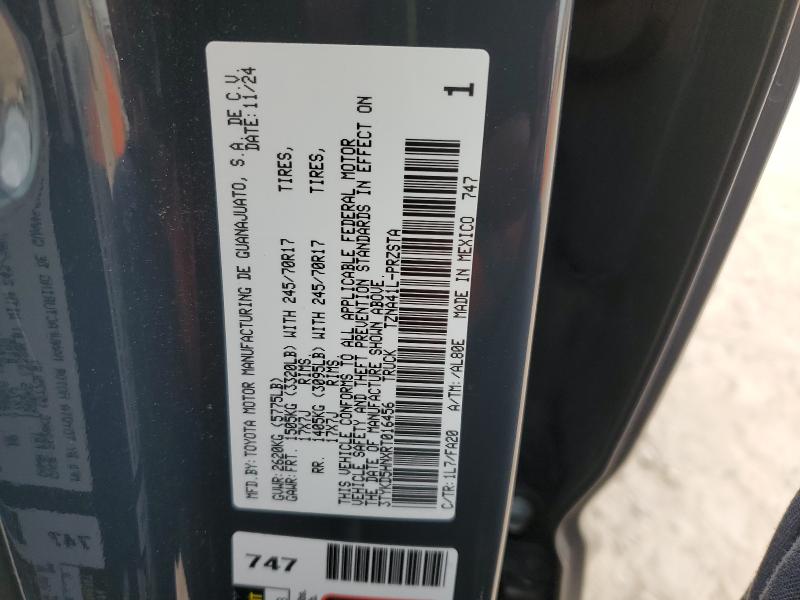 MFD.BY: TOYOTA MOTOR MANUFACTURING DE GUANAJUATO, S.A. DE C.V.
DATE: 11/24
GVWR: 2620KG (5775LB)
GAWR: FRT. 1505KG (3320LB) WITH 245/70R17 TIRES,
17X7J RIMS
RR. 1405KG (3095LB) WITH 245/70R17 TIRES,
17X7J RIMS.
THIS VEHICLE CONFORMS TO ALL APPLICABLE FEDERAL MOTOR
VEHICLE SAFETY AND THEFT PREVENTION STANDARDS IN EFFECT ON
THE DATE OF MANUFACTURE SHOWN ABOVE.
3TYKD5HNXRT016456 TRUCK TZNA41L-PRZSTA
1
C/TR: 1L7/FA20 A/TM: /AL80E MADE IN MEXICO 747
747